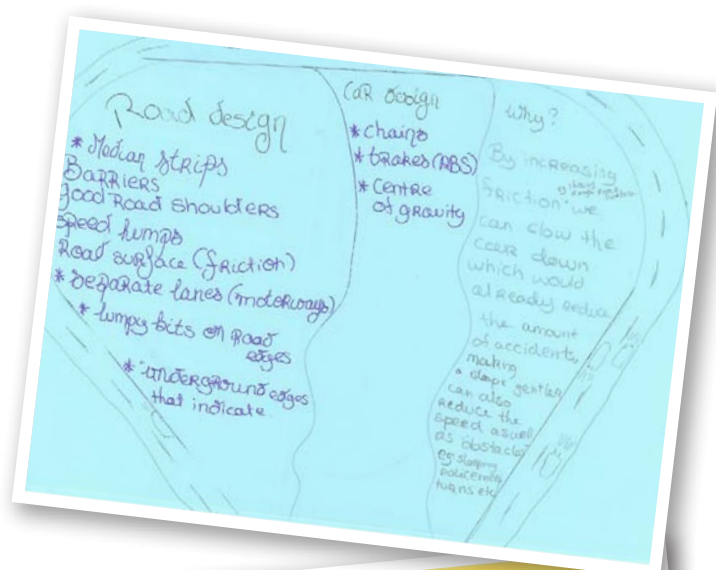 Road design
* Median strips
Barriers
good Road shoulders
speed humps
Road surface (friction)
* separate lanes (moterways)
* lumpy bits on Road
edges
* underground edges
that indicate
Car design
* chains
* brakes (ABS)
* Centre
of gravity
Why?
By increasing
friction we
can slow the
car down
which would
already reduce
the amount
of accidents,
making
a slope gentler
can also
reduce the
speed aswell
as obstacles
eg sleeping
policemen,
turns etc